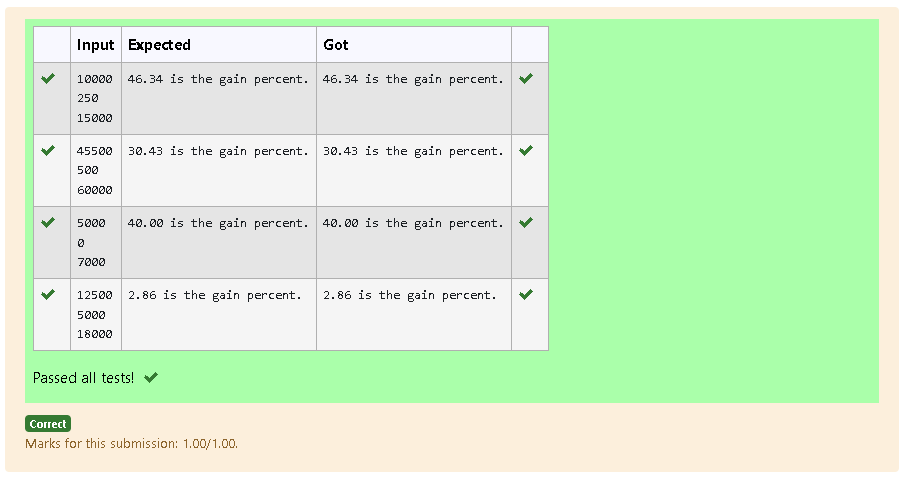 Input Expected Got
10000 46.34 is the gain percent. 46.34 is the gain percent.
250
15000
45500 30.43 is the gain percent. 30.43 is the gain percent.
500
60000
5000 40.00 is the gain percent. 40.00 is the gain percent.
0
7000
12500 2.86 is the gain percent. 2.86 is the gain percent.
5000
18000
Passed all tests!
Correct
Marks for this submission: 1.00/1.00.